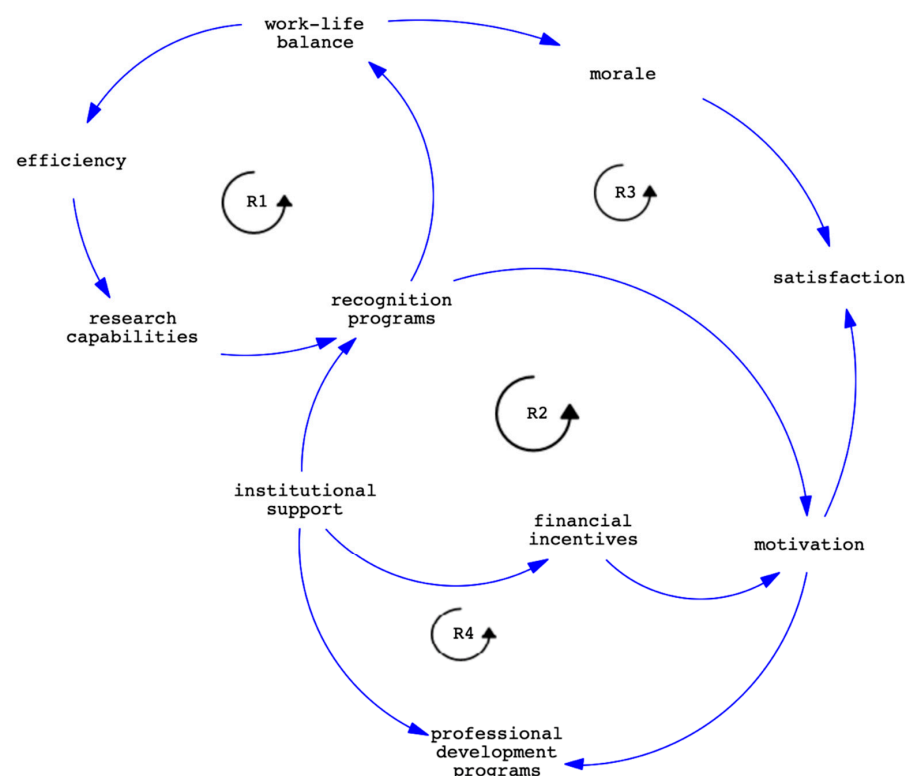 work-life
balance
morale
efficiency
R1
R3
satisfaction
recognition
programs
research
capabilities
R2
institutional
support
financial
incentives
motivation
R4
professional
development
programs